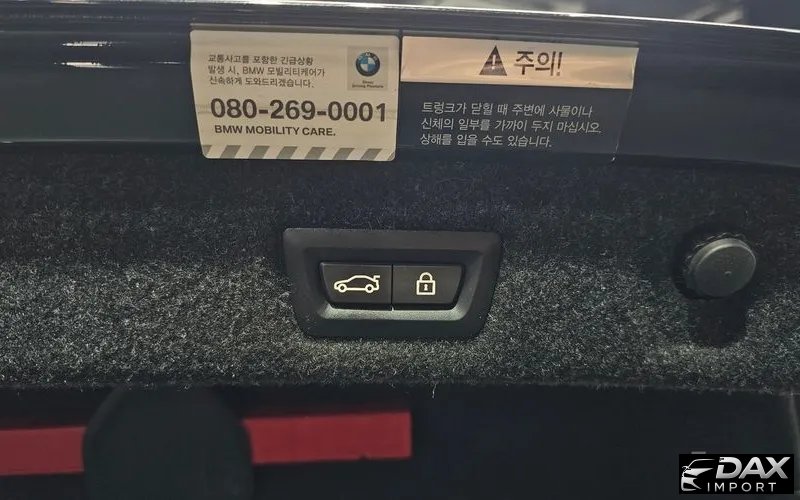 교통사고를 포함한 긴급상황
발생 시, BMW 모빌리티케어가
신속하게 도와드리겠습니다.
080-269-0001
BMW MOBILITY CARE.
주의!
트렁크가 닫힐 때 주변에 사물이나
신체의 일부를 가까이 두지 마십시오.
상해를 입을 수도 있습니다.
DAX
IMPORT